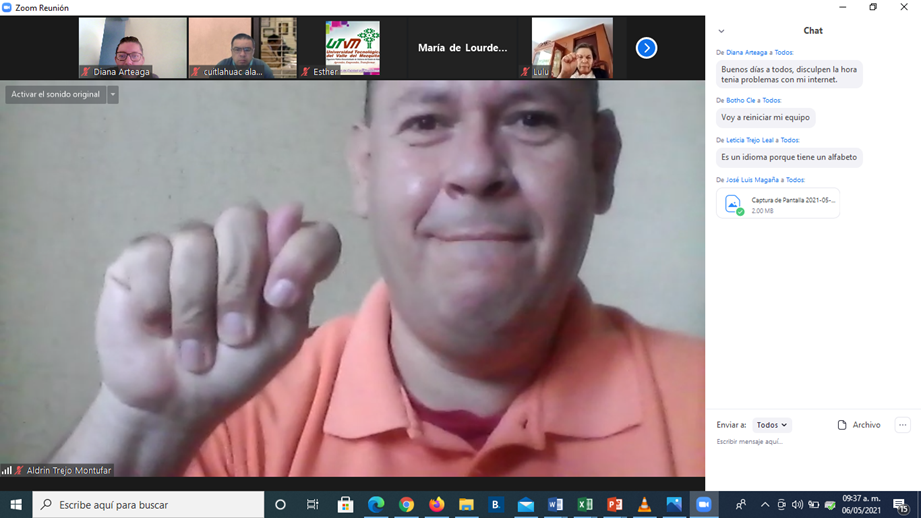 Zoom Reunión
Diana Arteaga
cuitlahuac ala...
UTVM
Universidad Tecnológica
del Valle del Mezquital
Esther
María de Lourde...
Lulu
Activar el sonido original
Aldrin Trejo Montufar
Chat
De Diana Arteaga a Todos:
Buenos días a todos, disculpen la hora
tenia problemas con mi internet.
De Botho Cle a Todos:
Voy a reiniciar mi equipo
De Leticia Trejo Leal a Todos:
Es un idioma porque tiene un alfabeto
De José Luis Magaña a Todos:
Captura de Pantalla 2021-05-...
2.00 MB
Enviar a: Todos
Archivo
Escribir mensaje aquí...
Escribe aquí para buscar
B.
09:37 a. m.
06/05/2021
15